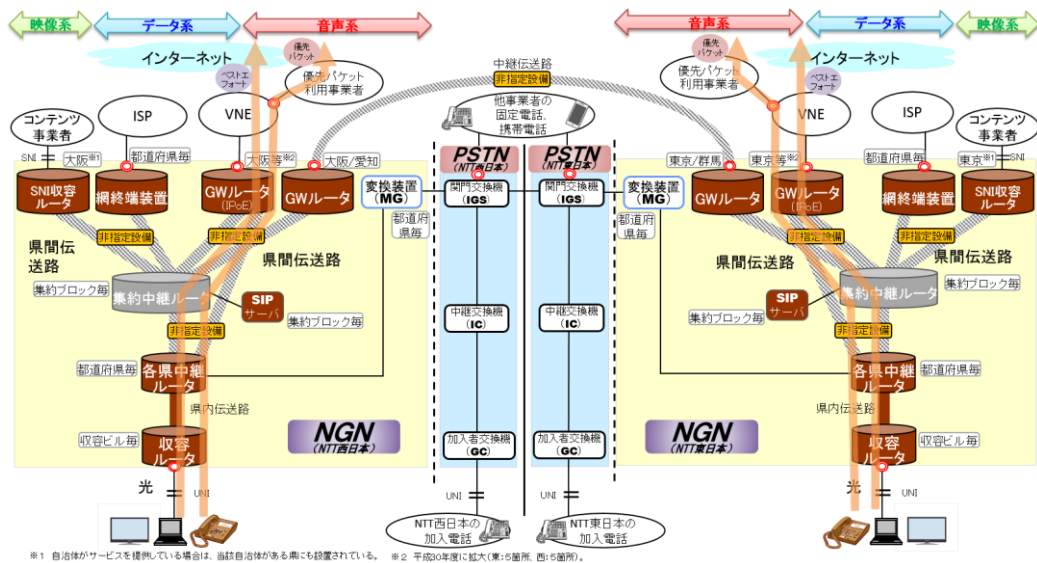 映像系
データ系
音声系
音声系
データ系
映像系
インターネット
優先
パケット
ベストエ
フォート
優先パケット
利用事業者
中継伝送路
非指定設備
優先
パケット
優先パケット
利用事業者
インターネット
ベストエ
フォート
コンテンツ
事業者
ISP
VNE
他事業者の
固定電話、
携帯電話
VNE
ISP
コンテンツ
事業者
SNI
大阪※1
都道府県毎
大阪等※2
大阪/愛知
PSTN
(NTT西日本)
PSTN
(NTT東日本)
東京/群馬
東京等※2
都道府県毎
東京※1
SNI
SNI収容
ルータ
網終端装置
GWルータ
(IPoE)
GWルータ
変換装置
(MG)
都道府
県毎
関門交換機
(IGS)
関門交換機
(IGS)
変換装置
(MG)
都道府
県毎
GWルータ
GWルータ
(IPoE)
網終端装置
SNI収容
ルータ
非指定設備
非指定設備
県間伝
送路
県間伝送路
非指定設備
非指定設備
県間伝送路
県間伝
送路
集約中継ルータ
集約ブロック毎
SIP
サーバ
集約ブロック毎
中継交換機
(IC)
中継交換機
(IC)
SIP
サーバ
集約ブロック毎
集約中継ルータ
集約ブロック毎
非指定設備
非指定設備
都道府県毎
各県中継
ルータ
都道府県毎
各県中継
ルータ
県内伝送路
県内伝送路
収容ビル毎
収容
ルータ
NGN
(NTT西日本)
加入者交換機
(GC)
加入者交換機
(GC)
NGN
(NTT東日本)
収容
ルータ
収容ビル毎
光
UNI
UNI
UNI
光
UNI
NTT西日本の
加入電話
NTT東日本の
加入電話
※1 自治体がサービスを提供している場合は、当該自治体がある県にも設置されている。
※2 平成30年度に拡大(東:5箇所、西:5箇所)。